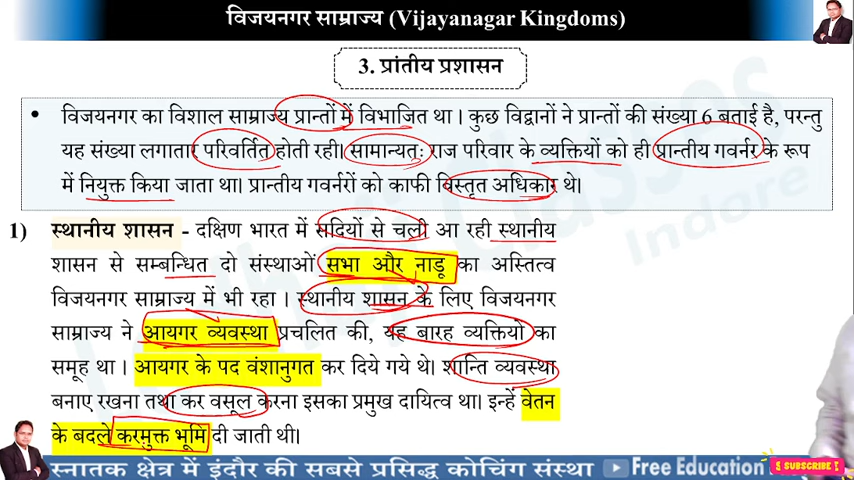 विजयनगर साम्राज्य (Vijayanagar Kingdoms)
3. प्रांतीय प्रशासन
• विजयनगर का विशाल साम्राज्य प्रान्तों में विभाजित था। कुछ विद्वानों ने प्रान्तों की संख्या 6 बताई है, परन्तु
यह संख्या लगातार परिवर्तित होती रही। सामान्यतः राज परिवार के व्यक्तियों को ही प्रान्तीय गवर्नर के रूप
में नियुक्त किया जाता था। प्रान्तीय गवर्नरों को काफी विस्तृत अधिकार थे।
1) स्थानीय शासन - दक्षिण भारत में सदियों से चली आ रही स्थानीय
शासन से सम्बन्धित दो संस्थाओं सभा और नाडू का अस्तित्व
विजयनगर साम्राज्य में भी रहा। स्थानीय शासन के लिए विजयनगर
साम्राज्य ने आयगर व्यवस्था प्रचलित की, यह बारह व्यक्तियों का
समूह था। आयगर के पद वंशानुगत कर दिये गये थे। शान्ति व्यवस्था
बनाए रखना तथा कर वसूल करना इसका प्रमुख दायित्व था। इन्हें वेतन
के बदले करमुक्त भूमि दी जाती थी।
स्नातक क्षेत्र में इंदौर की सबसे प्रसिद्ध कोचिंग संस्था Free Education
SUBSCRIBE
Classes
Indore